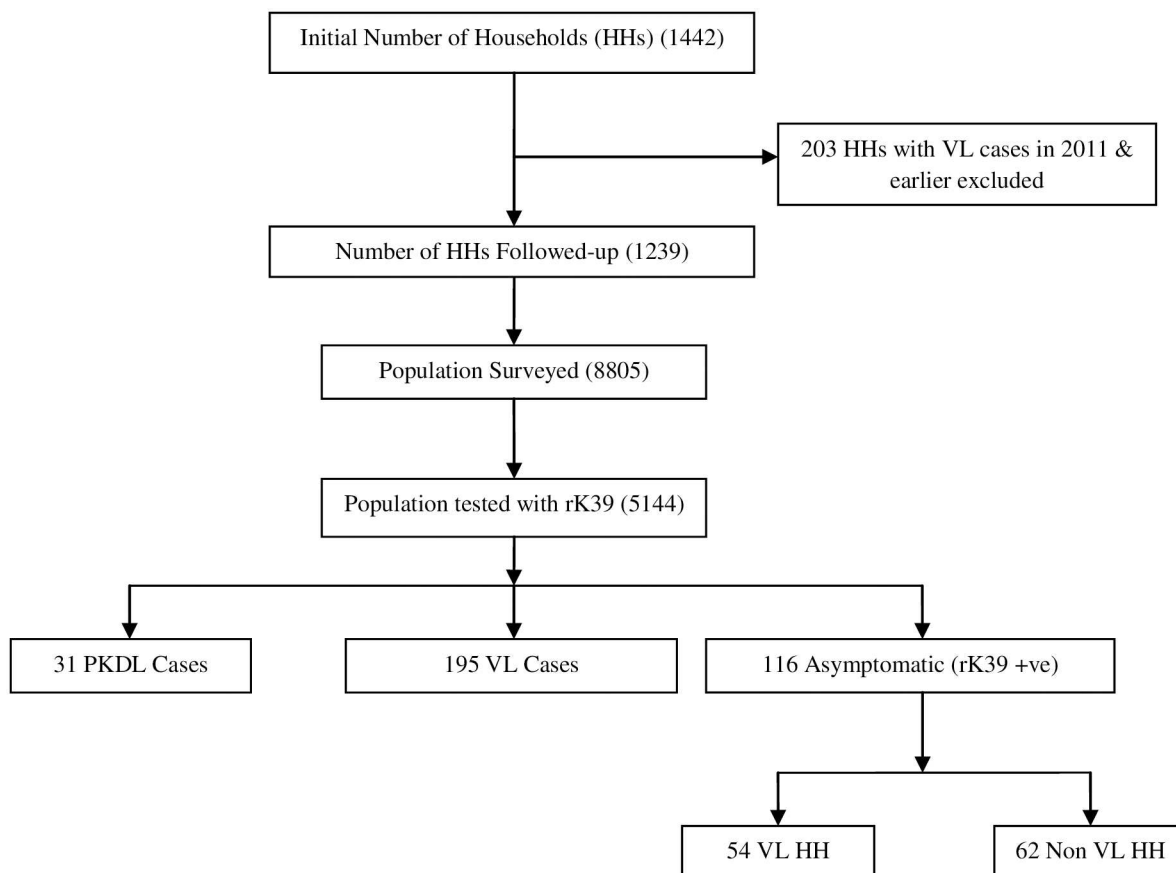 Initial Number of Households (HHs) (1442)
203 HHs with VL cases in 2011 &
earlier excluded
Number of HHs Followed-up (1239)
Population Surveyed (8805)
Population tested with rK39 (5144)
31 PKDL Cases
195 VL Cases
116 Asymptomatic (rK39 +ve)
54 VL HH
62 Non VL HH